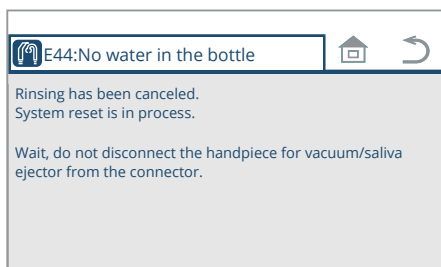 E44:No water in the bottle
Rinsing has been canceled.
System reset is in process.
Wait, do not disconnect the handpiece for vacuum/saliva
ejector from the connector.